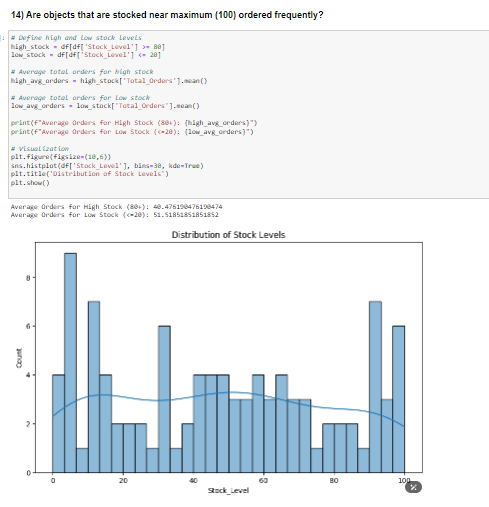 14) Are objects that are stocked near maximum (100) ordered frequently?
# Define high and low stock levels
high_stock = df[df['Stock_Level'] >= 80]
low_stock = df[df['Stock_Level'] <= 20]
# Average total orders for high stock
high_avg_orders = high_stock['Total_Orders'].mean()
# Average total orders for low stock
low_avg_orders = low_stock['Total_Orders'].mean()
print(f"Average Orders for High Stock (80+): {high_avg_orders}")
print(f"Average Orders for Low Stock (<=20): {low_avg_orders}")
# Visualization
plt.figure(figsize=(10,6))
sns.histplot(df['Stock_Level'], bins=30, kde=True)
plt.title('Distribution of Stock Levels')
plt.show()
Average Orders for High Stock (80+): 40.476190476190474
Average Orders for Low Stock (<=20): 51.51851851851852
Distribution of Stock Levels
8
6
Count
4
2
0
0 20 40 60 80 100
Stock_Level